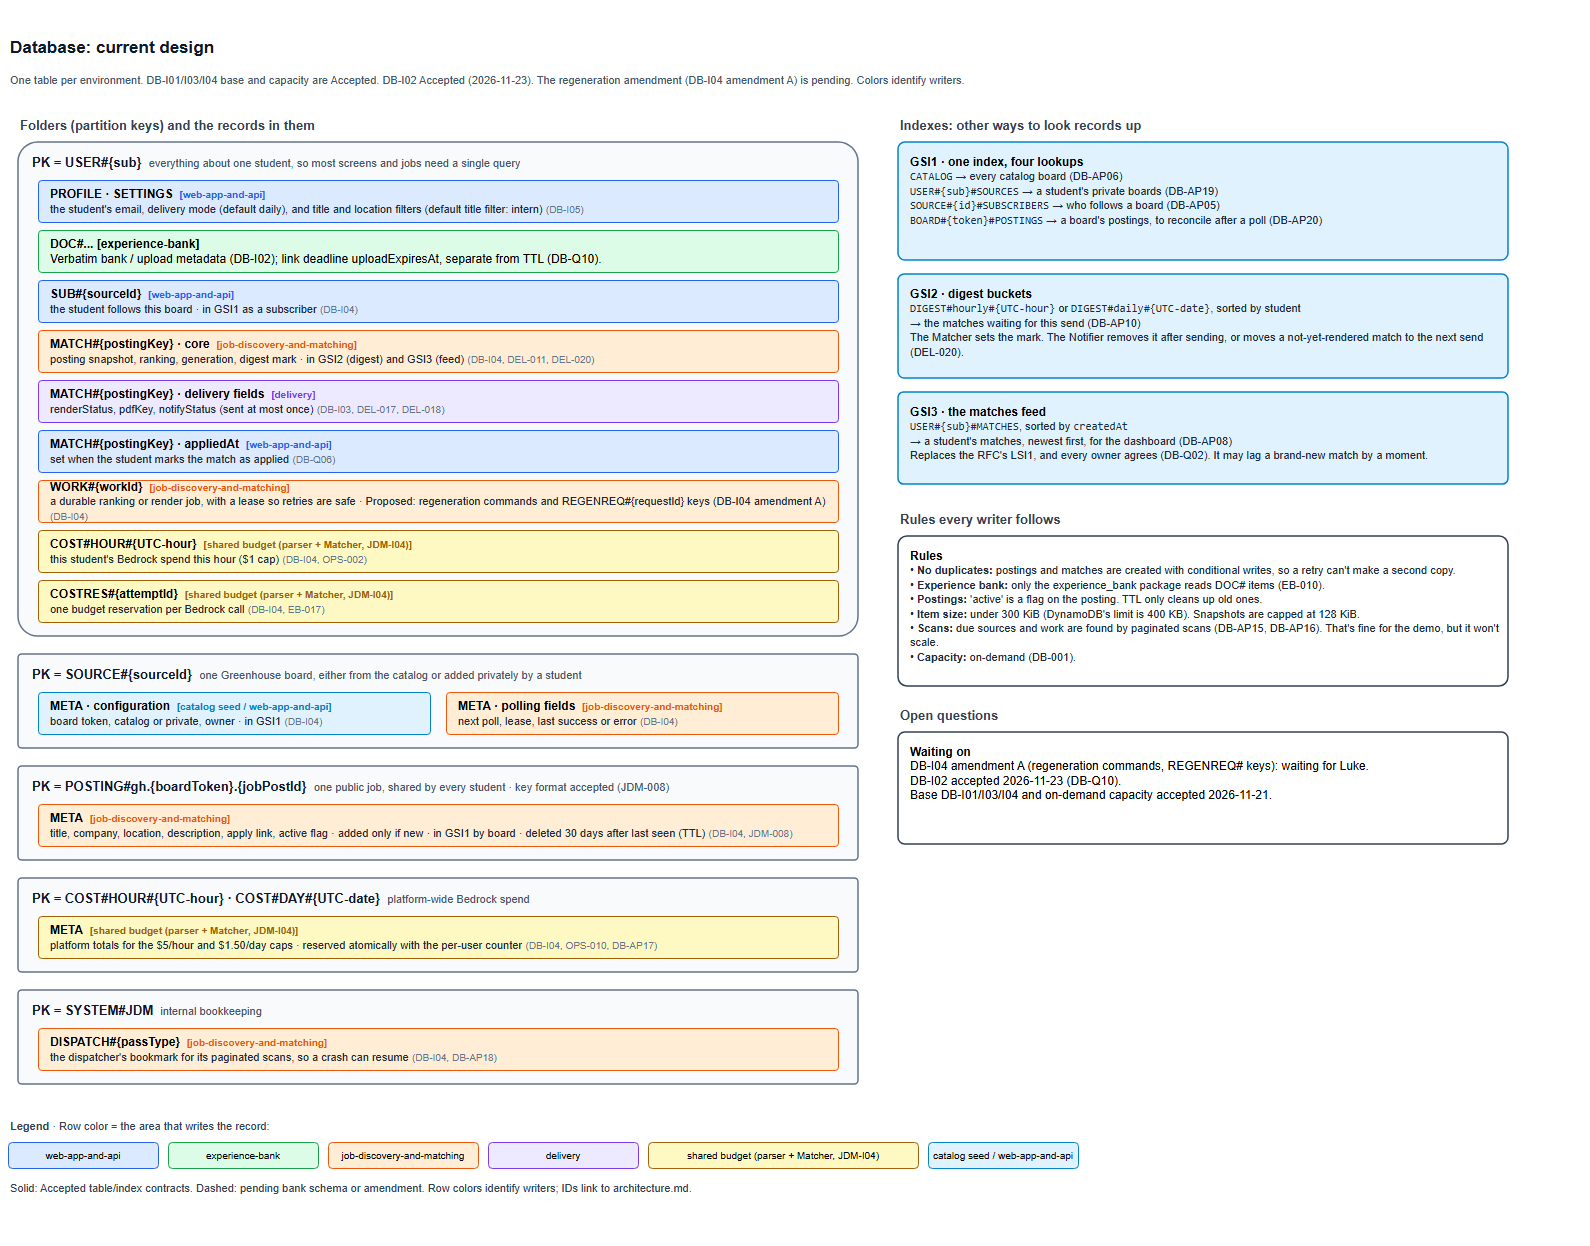 Database: current design
One table per environment. DB-I01/I03/I04 base and capacity are Accepted. DB-I02 Accepted (2026-11-23). The regeneration amendment (DB-I04 amendment A) is pending. Colors identify writers.
Folders (partition keys) and the records in them
PK = USER#{sub} everything about one student, so most screens and jobs need a single query
PROFILE · SETTINGS [web-app-and-api]
the student's email, delivery mode (default daily), and title and location filters (default title filter: intern) (DB-I05)
DOC#... [experience-bank]
Verbatim bank / upload metadata (DB-I02); link deadline uploadExpiresAt, separate from TTL (DB-Q10).
SUB#{sourceId} [web-app-and-api]
the student follows this board · in GSI1 as a subscriber (DB-I04)
MATCH#{postingKey} · core [job-discovery-and-matching]
posting snapshot, ranking, generation, digest mark · in GSI2 (digest) and GSI3 (feed) (DB-I04, DEL-011, DEL-020)
MATCH#{postingKey} · delivery fields [delivery]
renderStatus, pdfKey, notifyStatus (sent at most once) (DB-I03, DEL-017, DEL-018)
MATCH#{postingKey} · appliedAt [web-app-and-api]
set when the student marks the match as applied (DB-Q06)
WORK#{workId} [job-discovery-and-matching]
a durable ranking or render job, with a lease so retries are safe · Proposed: regeneration commands and REGENREQ#{requestId} keys (DB-I04 amendment A)
(DB-I04)
COST#HOUR#{UTC-hour} [shared budget (parser + Matcher, JDM-I04)]
this student's Bedrock spend this hour ($1 cap) (DB-I04, OPS-002)
COSTRES#{attemptId} [shared budget (parser + Matcher, JDM-I04)]
one budget reservation per Bedrock call (DB-I04, EB-017)
PK = SOURCE#{sourceId} one Greenhouse board, either from the catalog or added privately by a student
META · configuration [catalog seed / web-app-and-api]
board token, catalog or private, owner · in GSI1 (DB-I04)
META · polling fields [job-discovery-and-matching]
next poll, lease, last success or error (DB-I04)
PK = POSTING#gh.{boardToken}.{jobPostId} one public job, shared by every student · key format accepted (JDM-008)
META [job-discovery-and-matching]
title, company, location, description, apply link, active flag · added only if new · in GSI1 by board · deleted 30 days after last seen (TTL) (DB-I04, JDM-008)
PK = COST#HOUR#{UTC-hour} · COST#DAY#{UTC-date} platform-wide Bedrock spend
META [shared budget (parser + Matcher, JDM-I04)]
platform totals for the $5/hour and $1.50/day caps · reserved atomically with the per-user counter (DB-I04, OPS-010, DB-AP17)
PK = SYSTEM#JDM internal bookkeeping
DISPATCH#{passType} [job-discovery-and-matching]
the dispatcher's bookmark for its paginated scans, so a crash can resume (DB-I04, DB-AP18)
Indexes: other ways to look records up
GSI1 · one index, four lookups
CATALOG → every catalog board (DB-AP06)
USER#{sub}#SOURCES → a student's private boards (DB-AP19)
SOURCE#{id}#SUBSCRIBERS → who follows a board (DB-AP05)
BOARD#{token}#POSTINGS → a board's postings, to reconcile after a poll (DB-AP20)
GSI2 · digest buckets
DIGEST#hourly#{UTC-hour} or DIGEST#daily#{UTC-date}, sorted by student
→ the matches waiting for this send (DB-AP10)
The Matcher sets the mark. The Notifier removes it after sending, or moves a not-yet-rendered match to the next send
(DEL-020).
GSI3 · the matches feed
USER#{sub}#MATCHES, sorted by createdAt
→ a student's matches, newest first, for the dashboard (DB-AP08)
Replaces the RFC's LSI1, and every owner agrees (DB-Q02). It may lag a brand-new match by a moment.
Rules every writer follows
Rules
• No duplicates: postings and matches are created with conditional writes, so a retry can't make a second copy.
• Experience bank: only the experience_bank package reads DOC# items (EB-010).
• Postings: 'active' is a flag on the posting. TTL only cleans up old ones.
• Item size: under 300 KiB (DynamoDB's limit is 400 KB). Snapshots are capped at 128 KiB.
• Scans: due sources and work are found by paginated scans (DB-AP15, DB-AP16). That's fine for the demo, but it won't
scale.
• Capacity: on-demand (DB-001).
Open questions
Waiting on
DB-I04 amendment A (regeneration commands, REGENREQ# keys): waiting for Luke.
DB-I02 accepted 2026-11-23 (DB-Q10).
Base DB-I01/I03/I04 and on-demand capacity accepted 2026-11-21.
Legend · Row color = the area that writes the record:
web-app-and-api
experience-bank
job-discovery-and-matching
delivery
shared budget (parser + Matcher, JDM-I04)
catalog seed / web-app-and-api
Solid: Accepted table/index contracts. Dashed: pending bank schema or amendment. Row colors identify writers; IDs link to architecture.md.